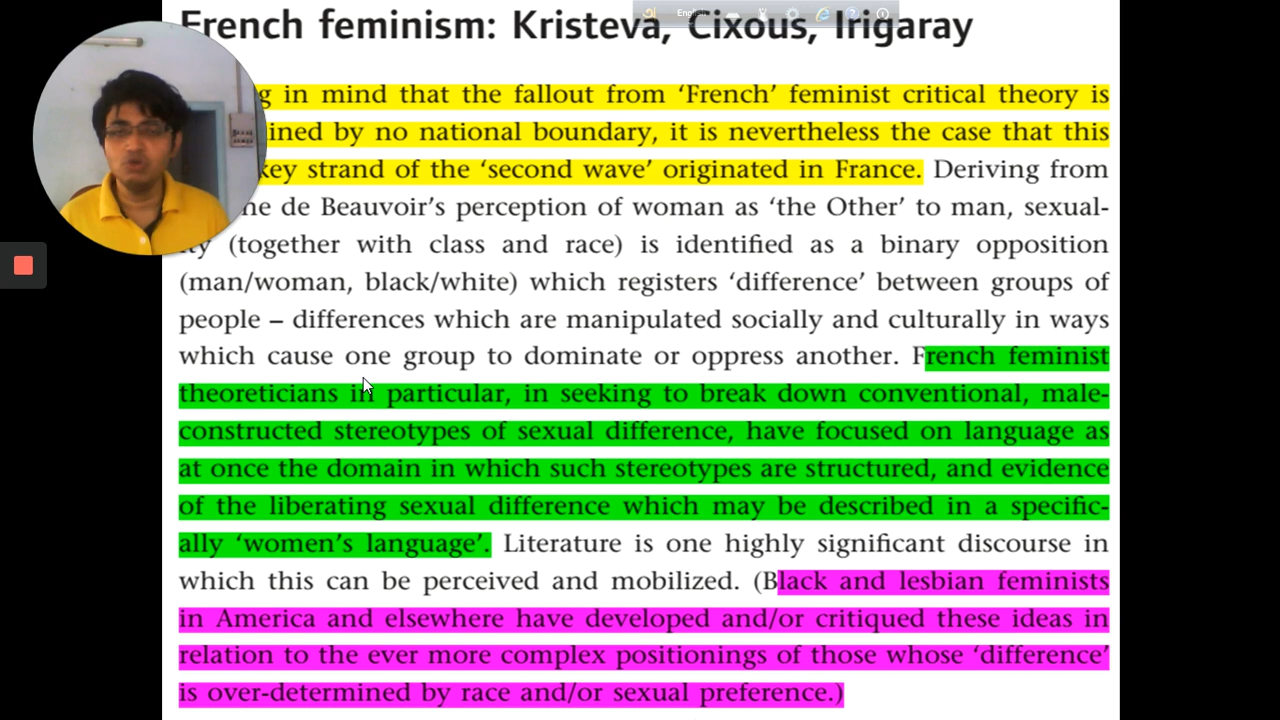 French feminism: Kristeva, Cixous, Irigaray
English
in mind that the fallout from ‘French’ feminist critical theory is
by no national boundary, it is nevertheless the case that this
key strand of the ‘second wave’ originated in France. Deriving from
de Beauvoir’s perception of woman as ‘the Other’ to man, sexual-
ity (together with class and race) is identified as a binary opposition
(man/woman, black/white) which registers ‘difference’ between groups of
people – differences which are manipulated socially and culturally in ways
which cause one group to dominate or oppress another. French feminist
theoreticians in particular, in seeking to break down conventional, male-
constructed stereotypes of sexual difference, have focused on language as
at once the domain in which such stereotypes are structured, and evidence
of the liberating sexual difference which may be described in a specific-
ally ‘women’s language’. Literature is one highly significant discourse in
which this can be perceived and mobilized. (Black and lesbian feminists
in America and elsewhere have developed and/or critiqued these ideas in
relation to the ever more complex positionings of those whose ‘difference’
is over-determined by race and/or sexual preference.)